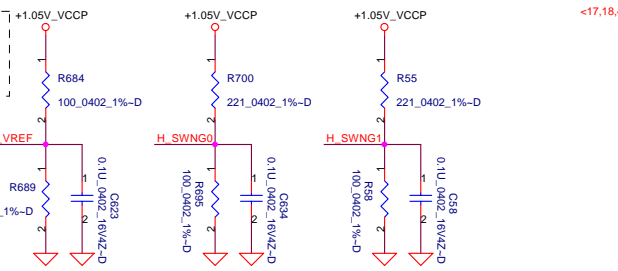 +1.05V_VCCP
+1.05V_VCCP
+1.05V_VCCP
<17,18,
1
R684
100_0402_1%~D
2
1
R700
221_0402_1%~D
2
1
R55
221_0402_1%~D
2
VREF
H_SWNG0
H_SWNG1
1
R689
1%~D
2
1
2
C623
0.1U_0402_16V4Z~D
1
R695
100_0402_1%~D
2
1
2
C634
0.1U_0402_16V4Z~D
1
R58
100_0402_1%~D
2
1
2
C58
0.1U_0402_16V4Z~D